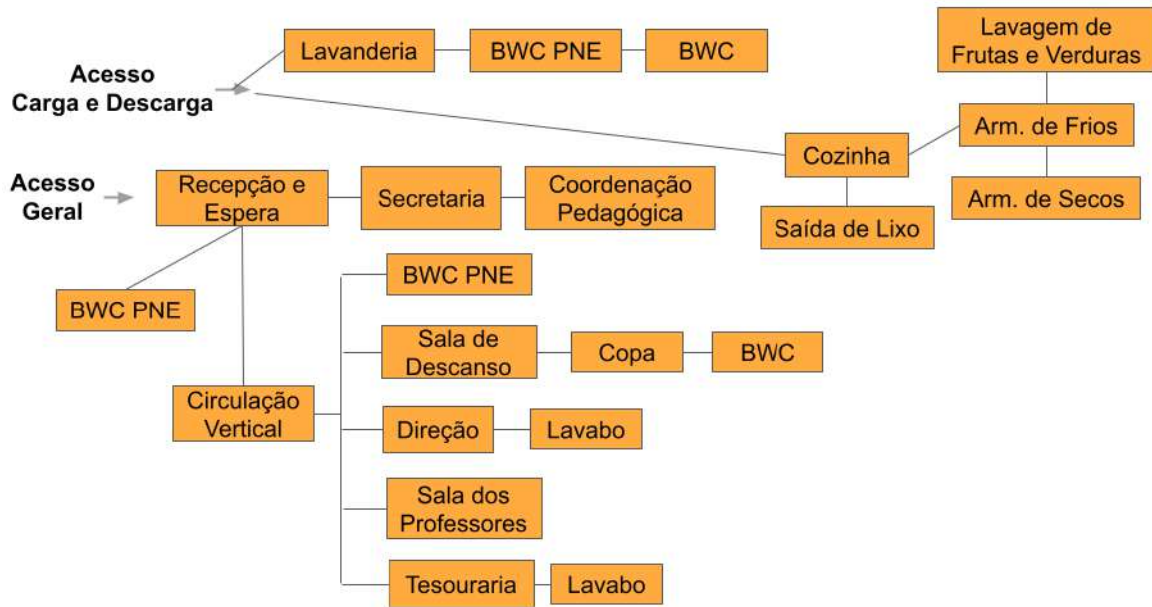 Lavanderia
BWC PNE
BWC
Lavagem de
Frutas e Verduras
Acesso
Carga e Descarga
Arm. de Frios
Cozinha
Acesso
Geral
Recepção e
Espera
Secretaria
Coordenação
Pedagógica
Arm. de Secos
Saída de Lixo
BWC PNE
BWC PNE
Sala de
Descanso
Copa
BWC
Circulação
Vertical
Direção
Lavabo
Sala dos
Professores
Tesouraria
Lavabo